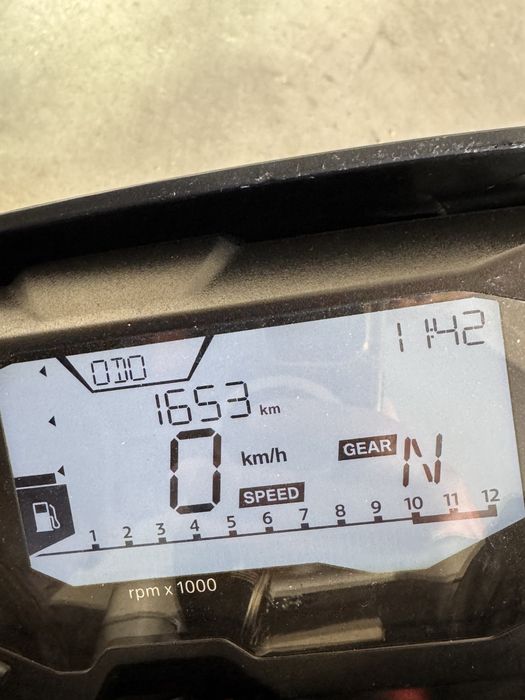 11:42
ODO
1653 km
0 km/h
GEAR N
SPEED
1 2 3 4 5 6 7 8 9 10 11 12
rpm x 1000